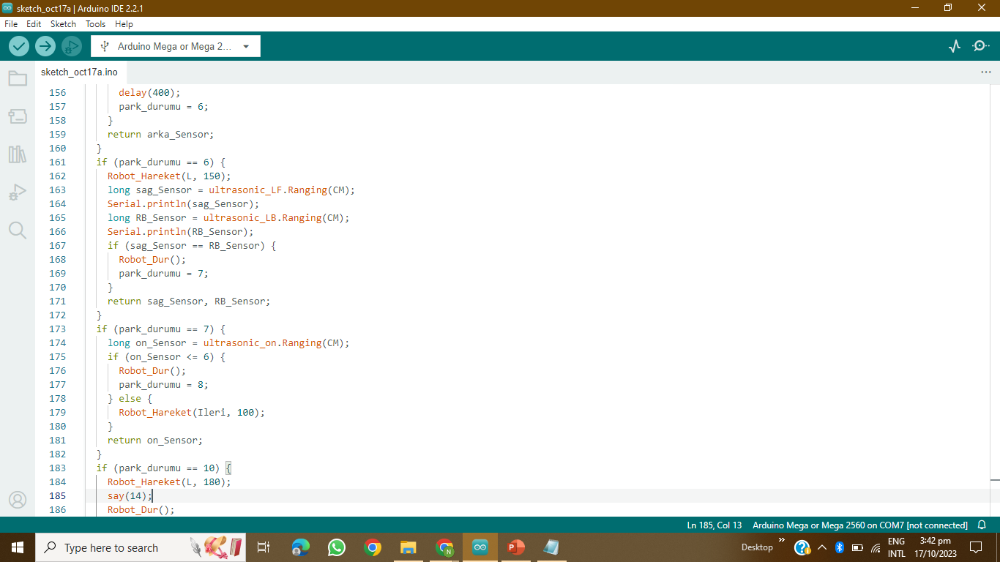 sketch_oct17a | Arduino IDE 2.2.1
File Edit Sketch Tools Help
Arduino Mega or Mega 2...
sketch_oct17a.ino
156 delay(400);
157 park_durumu = 6;
158 }
159 return arka_Sensor;
160 }
161 if (park_durumu == 6) {
162 Robot_Hareket(L, 150);
163 long sag_Sensor = ultrasonic_LF.Ranging(CM);
164 Serial.println(sag_Sensor);
165 long RB_Sensor = ultrasonic_LB.Ranging(CM);
166 Serial.println(RB_Sensor);
167 if (sag_Sensor == RB_Sensor) {
168 Robot_Dur();
169 park_durumu = 7;
170 }
171 return sag_Sensor, RB_Sensor;
172 }
173 if (park_durumu == 7) {
174 long on_Sensor = ultrasonic_on.Ranging(CM);
175 if (on_Sensor <= 6) {
176 Robot_Dur();
177 park_durumu = 8;
178 } else {
179 Robot_Hareket(Ileri, 100);
180 }
181 return on_Sensor;
182 }
183 if (park_durumu == 10) {
184 Robot_Hareket(L, 180);
185 say(14);
186 Robot_Dur();
Ln 185, Col 13 Arduino Mega or Mega 2560 on COM7 [not connected]
Type here to search
Desktop
ENG
INTL
3:42 pm
17/10/2023